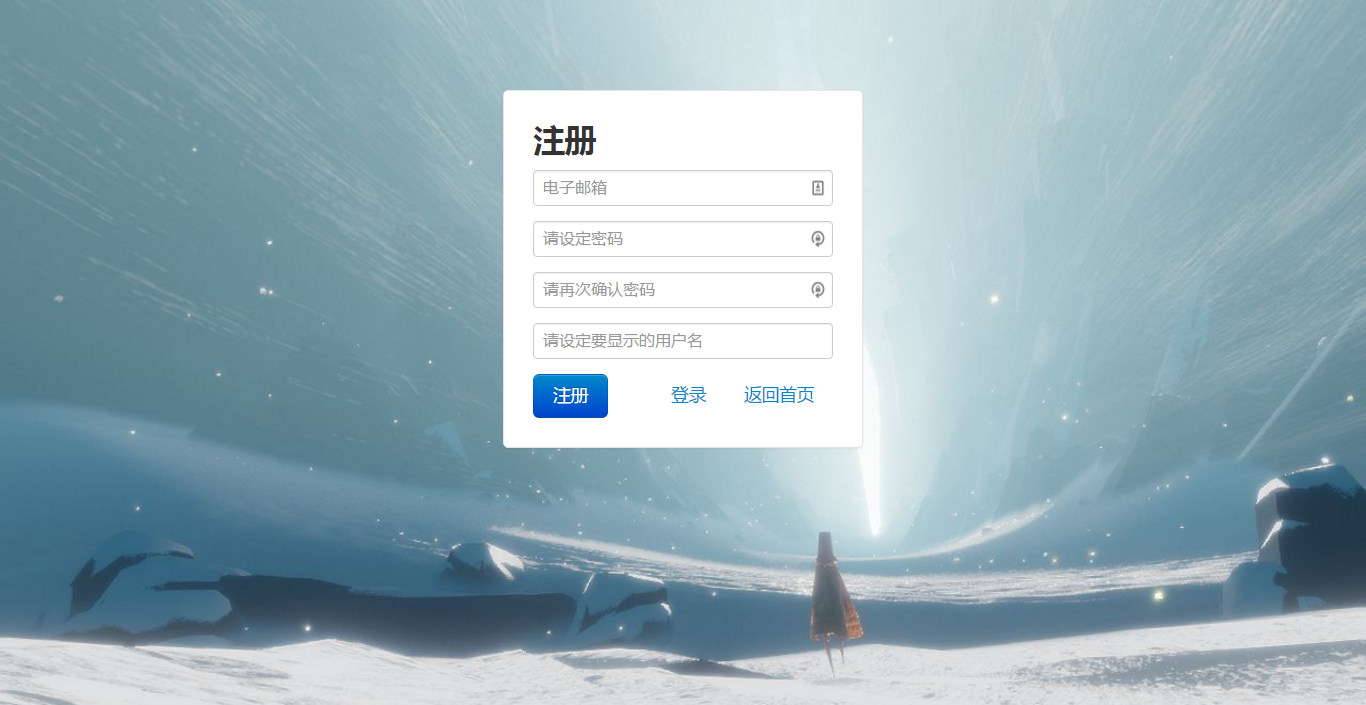 注册
电子邮箱
请设定密码
请再次确认密码
请设定要显示的用户名
注册 登录 返回首页